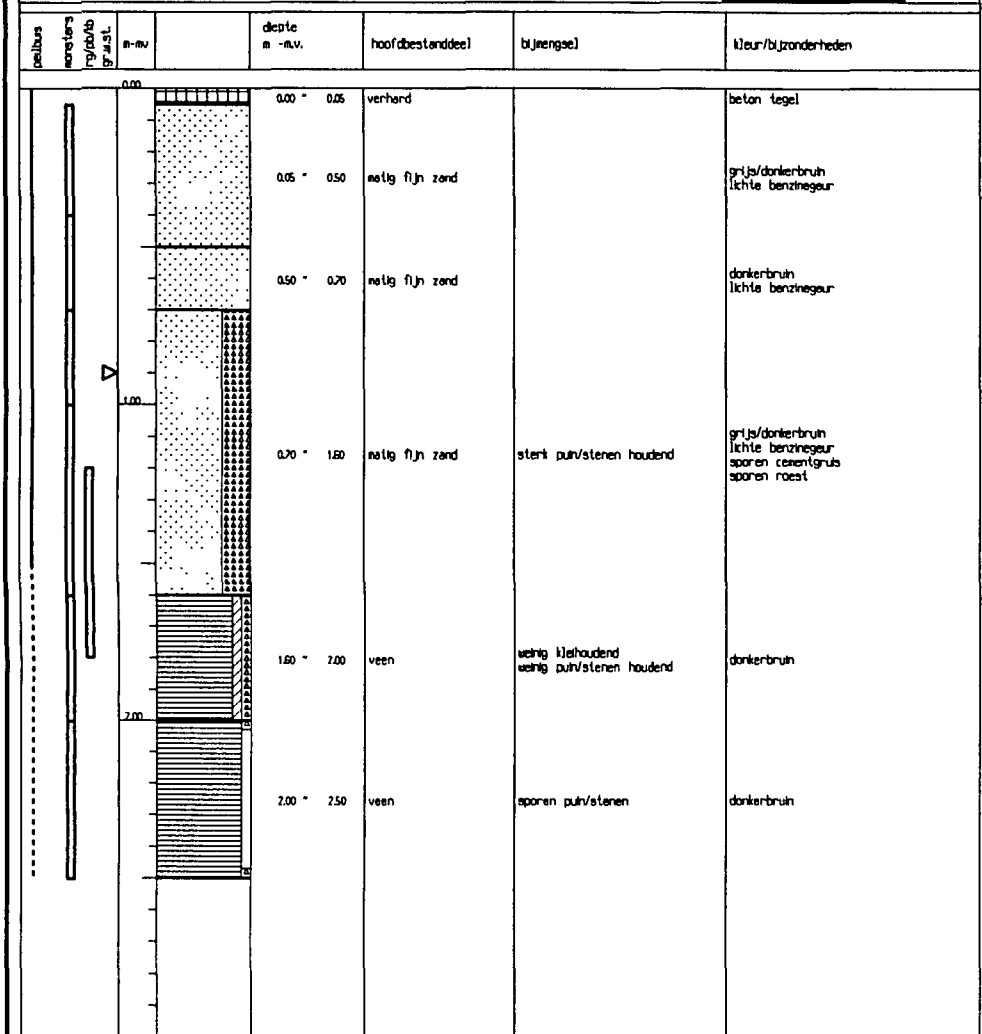 peilbuis
monsters
rg/pb/kb
gr.w.st.
m-mv
diepte
m -m.v.
hoofdbestanddeel
bijmengsel
kleur/bijzonderheden
0.00
0.00 - 0.05 verhard beton tegel
0.05 - 0.50 matig fijn zand grijs/donkerbruin
lichte benzinegeur
0.50 - 0.70 matig fijn zand donkerbruin
lichte benzinegeur
1.00
0.70 - 1.60 matig fijn zand sterk puin/stenen houdend grijs/donkerbruin
lichte benzinegeur
sporen cementgruis
sporen roest
1.60 - 2.00 veen weinig kleihoudend
weinig puin/stenen houdend donkerbruin
2.00
2.00 - 2.50 veen sporen puin/stenen donkerbruin